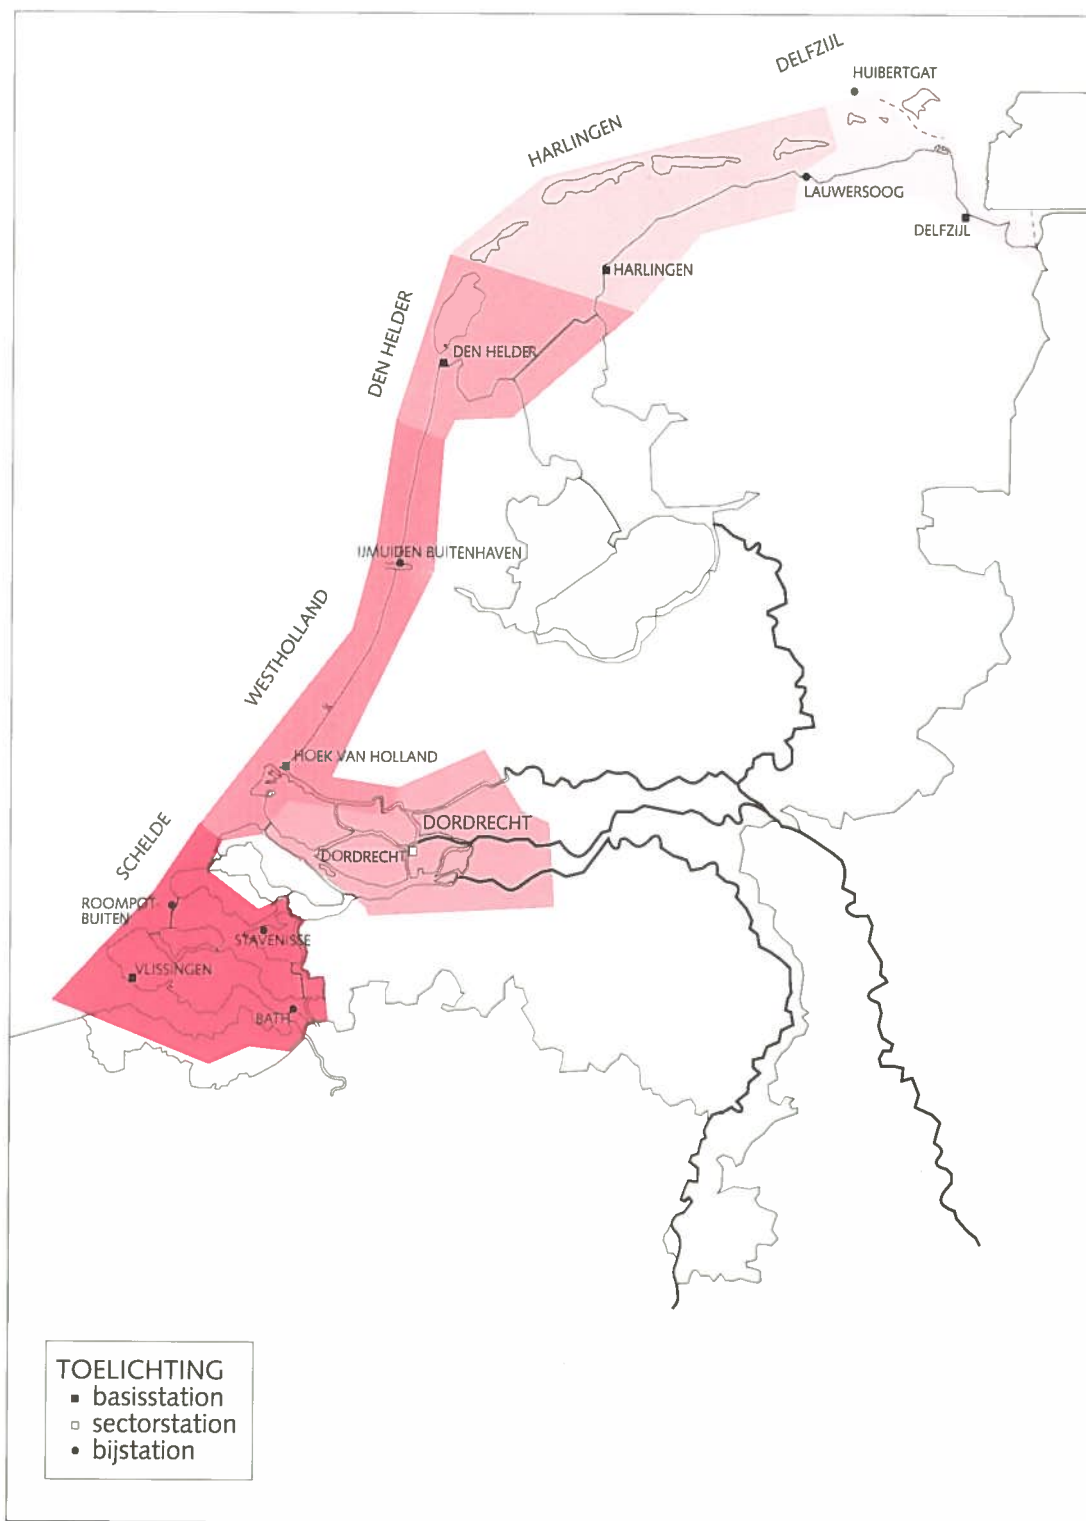 DELFZIJL
HUIBERTGAT
HARLINGEN
LAUWERSOOG
DELFZIJL
HARLINGEN
DEN HELDER
DEN HELDER
IJMUIDEN BUITENHAVEN
WESTHOLLAND
HOEK VAN HOLLAND
SCHELDE
DORDRECHT
DORDRECHT
ROOMPOT-
BUITEN
STAVENISSE
VLISSINGEN
BATH
TOELICHTING
basisstation
sectorstation
bijstation